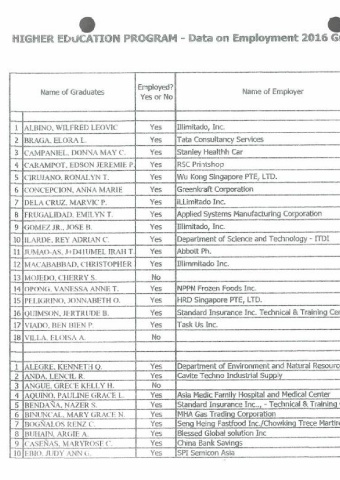 HIGHER EDUCATION PROGRAM - Data on Employment 2016 G
Name of Graduates Employed? Yes or No Name of Employer
1 ALBINO, WILFRED LEOVIC Yes Illimitado, Inc.
2 BRAGA, ELORA L. Yes Tata Consultancy Services
3 CAMPANIEL, DONNA MAY C. Yes Stanley Healthh Car
4 CARAMPOT, EDSON JEREMIE P. Yes RSC Printshop
5 CIRUJANO, RONALYN T. Yes Wu Kong Singapore PTE, LTD.
6 CONCEPCION, ANNA MARIE Yes Greenkraft Corporation
7 DELA CRUZ, MARVIC P. Yes iLLimitado Inc.
8 FRUGALIDAD, EMILYN T. Yes Applied Systems Manufacturing Corporation
9 GOMEZ JR., JOSE B. Yes Illimitado, Inc.
10 ILARDE, REY ADRIAN C. Yes Department of Science and Technology - ITDI
11 JUMAO-AS, T. Yes Abbott Ph.
12 MACABABBAD, CHRISTOPHER Yes Illimmitado Inc.
13 MOJEDO, CHERRY S. No
14 OPONG, VANESSA ANNE T. Yes NPPN Frozen Foods Inc.
15 PELIGRINO, JONNABETH O. Yes HRD Singapore PTE, LTD.
16 QUIMSON, JERTRUDE B. Yes Standard Insurance Inc. Technical & Training Cen
17 VIADO, BEN BIEN P. Yes Task Us Inc.
18 VILLA, ELOISA A. No
1 ALEGRE, KENNETH Q. Yes Department of Environment and Natural Resourc
2 ANDA, LENCIL R. Yes Cavite Techno Industrial Supply
3 ANGUE, GRECE KELLY H. No
4 AQUINO, PAULINE GRACE L. Yes Asia Medic Family Hospital and Medical Center
5 BENDAÑA, NAZER S. Yes Standard Insurance Inc.., - Technical & Training
6 BINUNCAL, MARY GRACE N. Yes MHA Gas Trading Corporation
7 BOGÑALOS RENZ C. Yes Seng Heing Fastfood Inc./Chowking Trece Martire
8 BUHAIN, ARGIE A. Yes Blessed Global solution Inc
9 CASEÑAS, MARYROSE C. Yes China Bank Savings
10 EBIO, JUDY ANN G. Yes SPI Semicon Asia